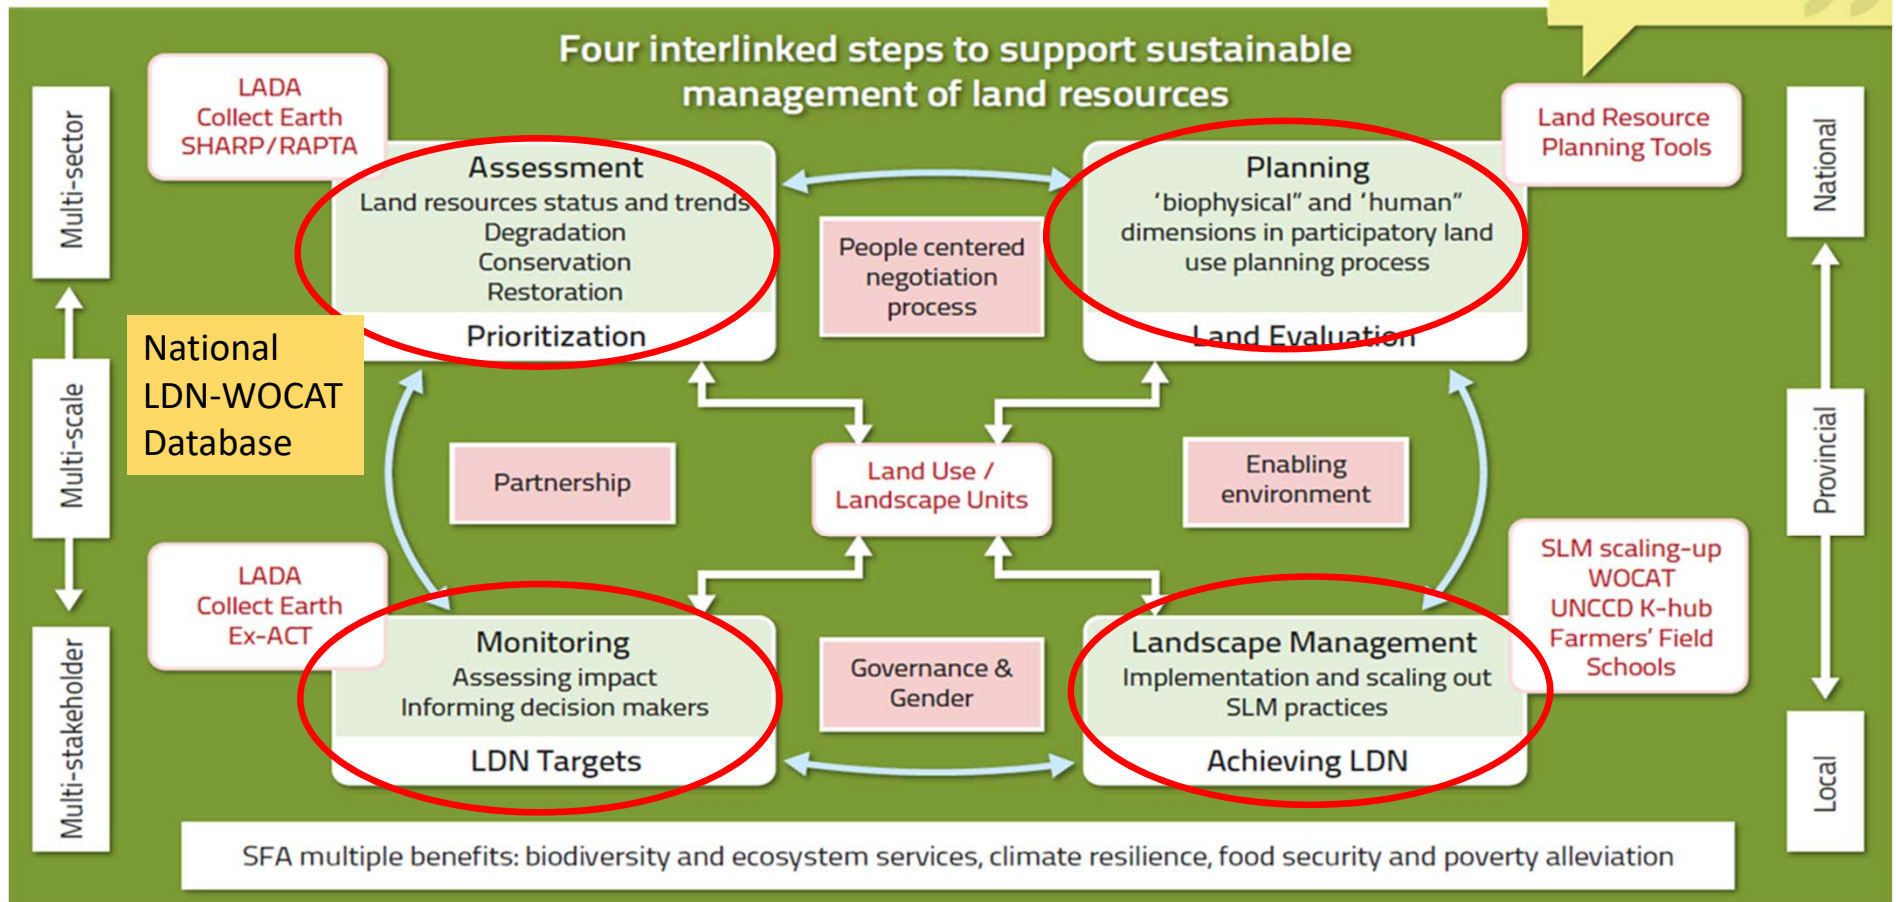 Four interlinked steps to support sustainable
management of land resources
Multi-sector
Multi-scale
Multi-stakeholder
LADA
Collect Earth
SHARP/RAPTA
Assessment
Land resources status and trends
Degradation
Conservation
Restoration
Prioritization
People centered
negotiation
process
Planning
‘biophysical” and ‘human”
dimensions in participatory land
use planning process
Land Evaluation
Land Resource
Planning Tools
National
Provincial
Local
National
LDN-WOCAT
Database
Partnership
Land Use /
Landscape Units
Enabling
environment
LADA
Collect Earth
Ex-ACT
Monitoring
Assessing impact
Informing decision makers
LDN Targets
Governance &
Gender
Landscape Management
Implementation and scaling out
SLM practices
Achieving LDN
SLM scaling-up
WOCAT
UNCCD K-hub
Farmers’ Field
Schools
SFA multiple benefits: biodiversity and ecosystem services, climate resilience, food security and poverty alleviation